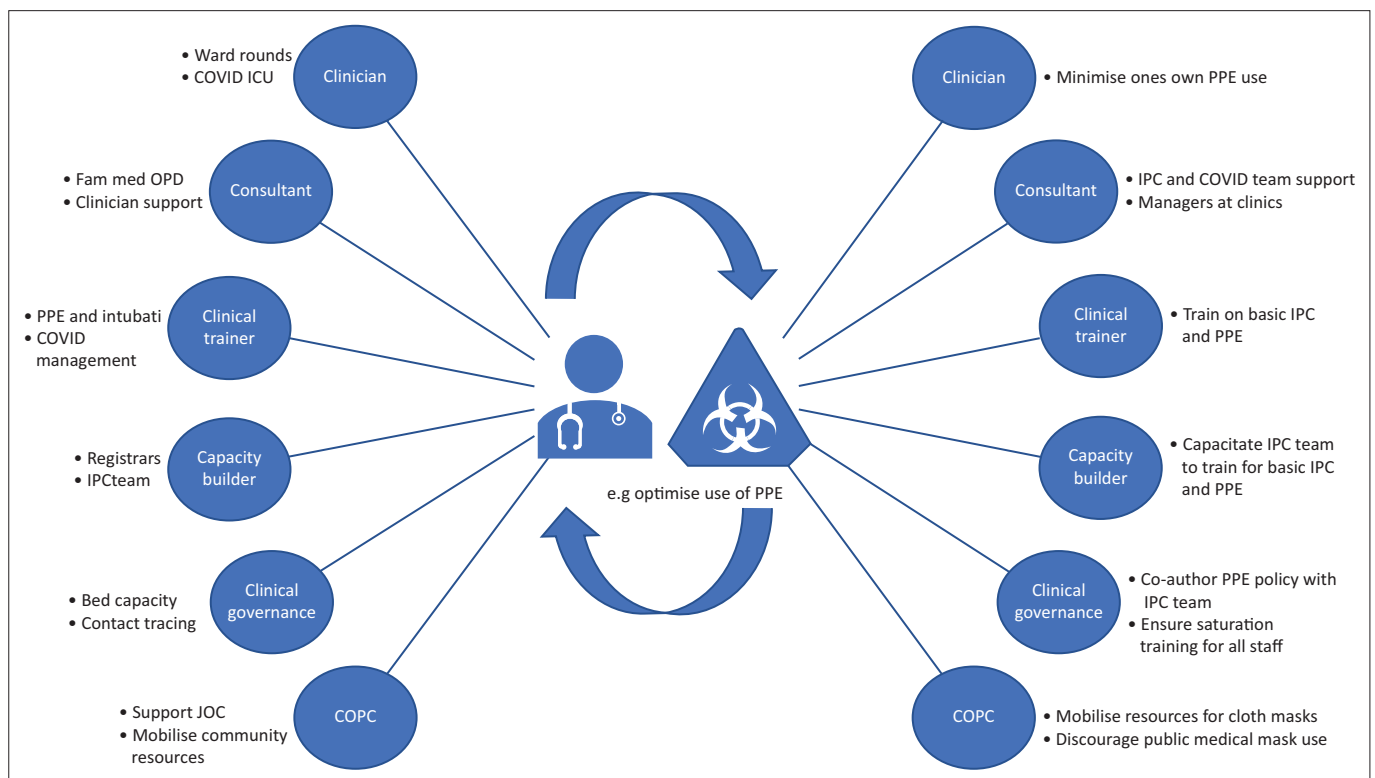 • Ward rounds
• COVID ICU
Clinician
• Fam med OPD
• Clinician support
Consultant
• PPE and intubati
• COVID
management
Clinical
trainer
• Registrars
• IPCteam
Capacity
builder
• Bed capacity
• Contact tracing
Clinical
governance
• Support JOC
• Mobilise community
resources
COPC
e.g optimise use of PPE
Clinician
• Minimise ones own PPE use
Consultant
• IPC and COVID team support
• Managers at clinics
Clinical
trainer
• Train on basic IPC
and PPE
Capacity
builder
• Capacitate IPC team
to train for basic IPC
and PPE
Clinical
governance
• Co-author PPE policy with
IPC team
• Ensure saturation
training for all staff
COPC
• Mobilise resources for cloth masks
• Discourage public medical mask use